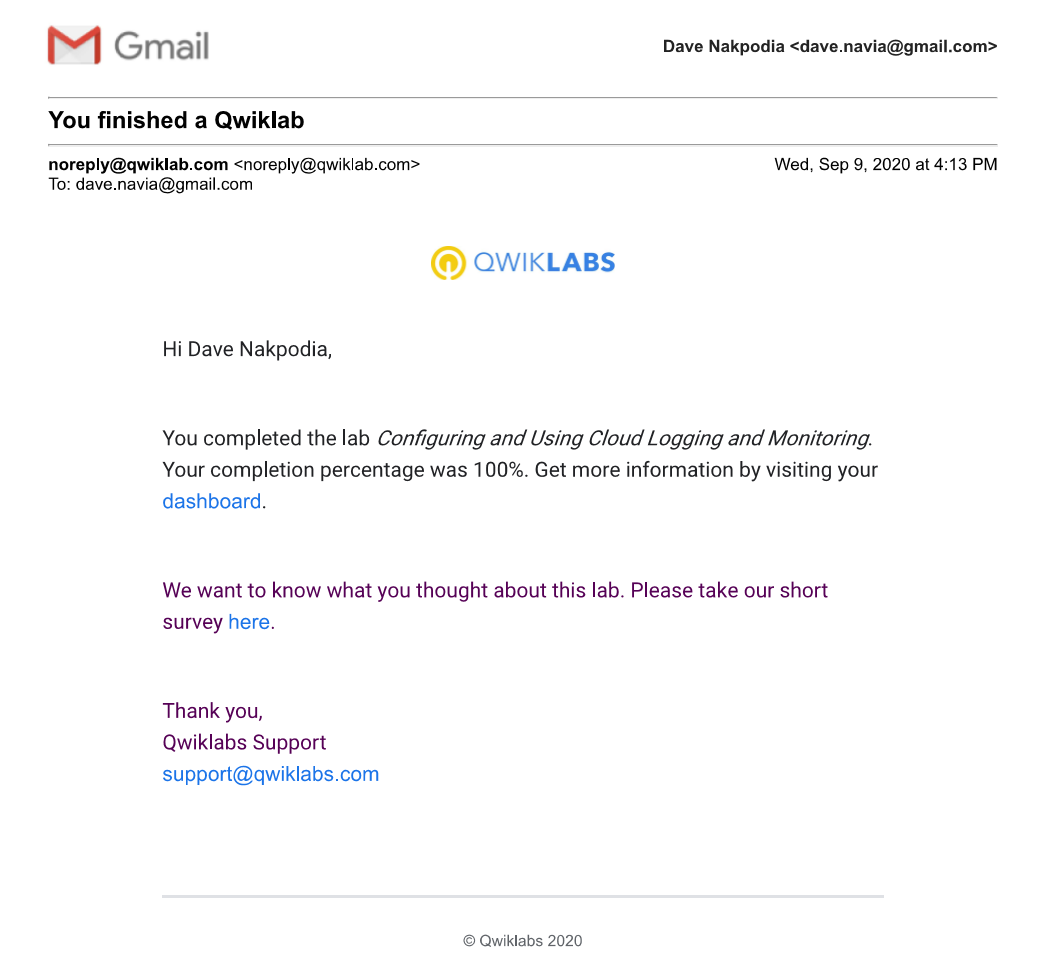 Gmail
Dave Nakpodia <dave.navia@gmail.com>
You finished a Qwiklab
noreply@qwiklab.com <noreply@qwiklab.com>
Wed, Sep 9, 2020 at 4:13 PM
To: dave.navia@gmail.com
QWIKLABS
Hi Dave Nakpodia,
You completed the lab Configuring and Using Cloud Logging and Monitoring.
Your completion percentage was 100%. Get more information by visiting your
dashboard.
We want to know what you thought about this lab. Please take our short
survey here.
Thank you,
Qwiklabs Support
support@qwiklabs.com
© Qwiklabs 2020